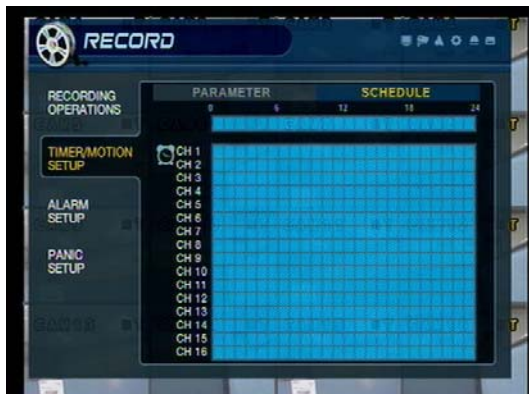 RECORD
RECORDING
OPERATIONS
TIMER/MOTION
SETUP
ALARM
SETUP
PANIC
SETUP
PARAMETER
SCHEDULE
0 6 12 18 24
CH 1
CH 2
CH 3
CH 4
CH 5
CH 6
CH 7
CH 8
CH 9
CH 10
CH 11
CH 12
CH 13
CH 14
CH 15
CH 16